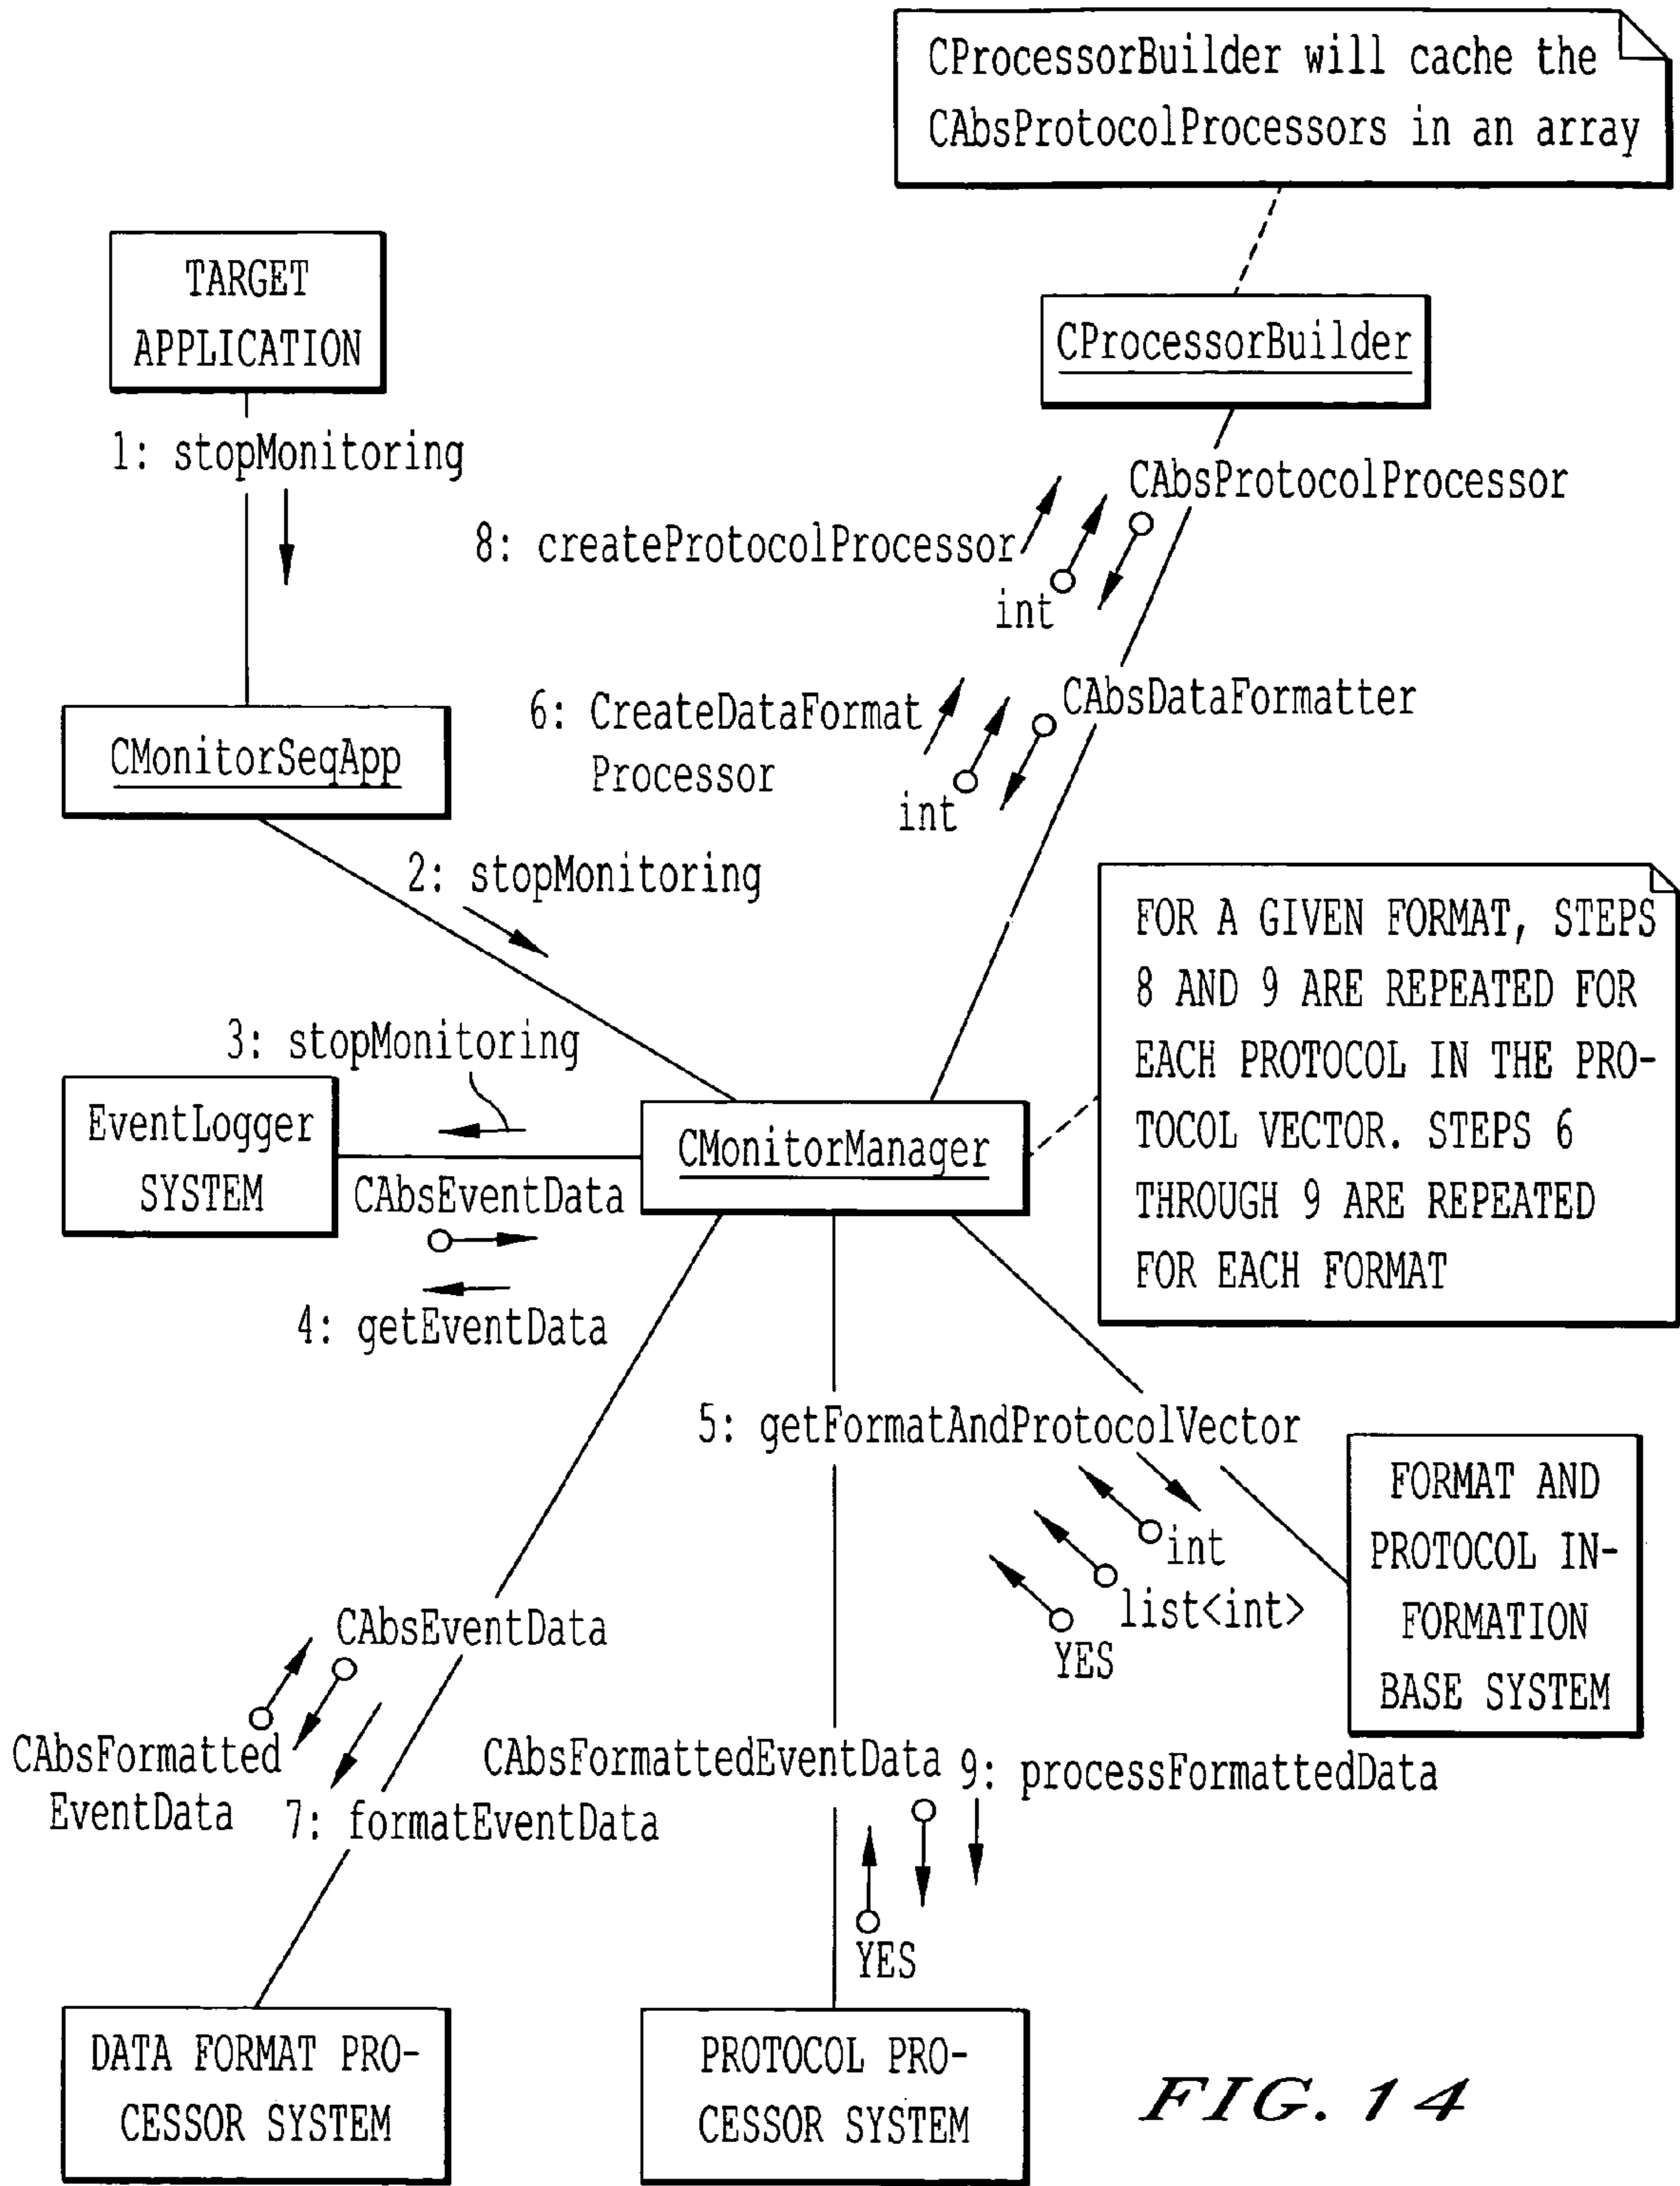 CProcessorBuilder will cache the
CAbsProtocolProcessors in an array
TARGET
APPLICATION
CProcessorBuilder
1: stopMonitoring
CAbsProtocolProcessor
8: createProtocolProcessor
int
CAbsDataFormatter
6: CreateDataFormat
Processor
int
CMonitorSeqApp
2: stopMonitoring
FOR A GIVEN FORMAT, STEPS
8 AND 9 ARE REPEATED FOR
EACH PROTOCOL IN THE PRO-
TOCOL VECTOR. STEPS 6
THROUGH 9 ARE REPEATED
FOR EACH FORMAT
3: stopMonitoring
EventLogger
SYSTEM
CMonitorManager
CAbsEventData
4: getEventData
5: getFormatAndProtocolVector
int
list<int>
YES
FORMAT AND
PROTOCOL IN-
FORMATION
BASE SYSTEM
CAbsEventData
CAbsFormatted
EventData
7: formatEventData
CAbsFormattedEventData
9: processFormattedData
YES
DATA FORMAT PRO-
CESSOR SYSTEM
PROTOCOL PRO-
CESSOR SYSTEM
FIG. 14